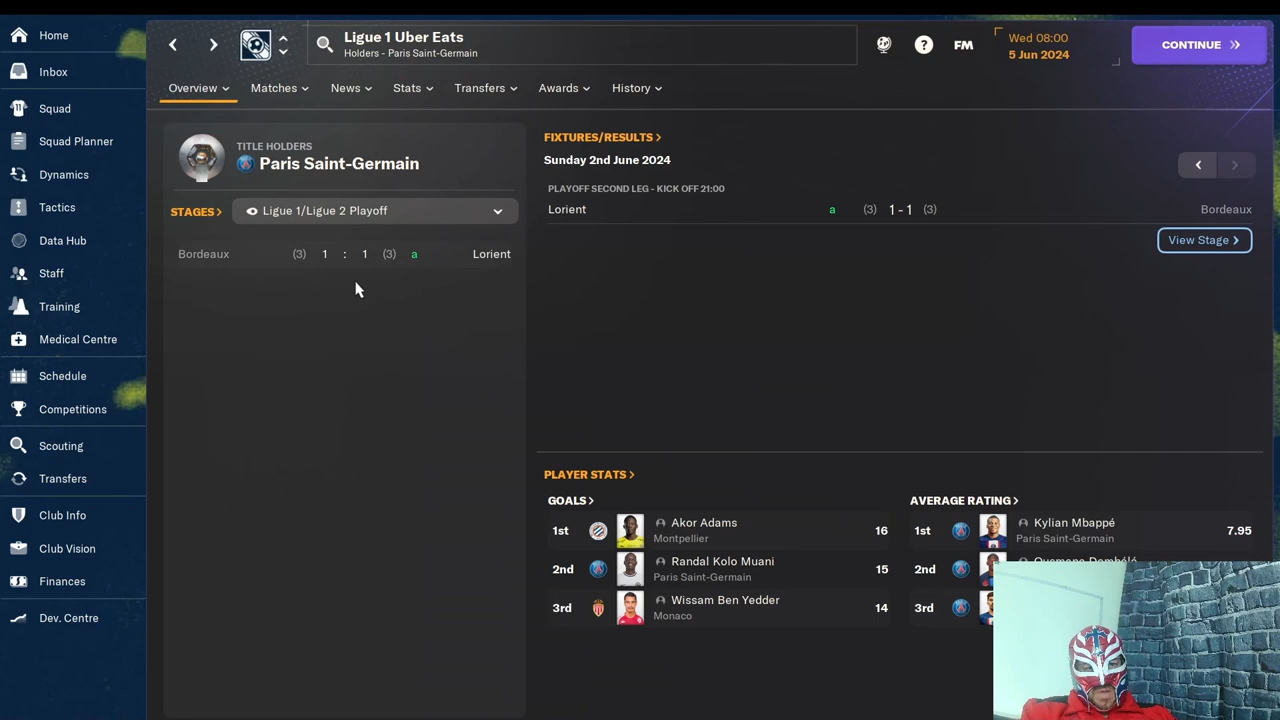 Home
Inbox
Squad
Squad Planner
Dynamics
Tactics
Data Hub
Staff
Training
Medical Centre
Schedule
Competitions
Scouting
Transfers
Club Info
Club Vision
Finances
Dev. Centre
Ligue 1 Uber Eats
Holders - Paris Saint-Germain
? FM
Wed 08:00
5 Jun 2024
CONTINUE
Overview Matches News Stats Transfers Awards History
TITLE HOLDERS
Paris Saint-Germain
STAGES > Ligue 1/Ligue 2 Playoff
Bordeaux (3) 1 : 1 (3) a Lorient
FIXTURES/RESULTS >
Sunday 2nd June 2024
PLAYOFF SECOND LEG - KICK OFF 21:00
Lorient a (3) 1 - 1 (3) Bordeaux
View Stage >
PLAYER STATS >
GOALS >
1st Akor Adams 16
Montpellier
2nd Randal Kolo Muani 15
Paris Saint-Germain
3rd Wissam Ben Yedder 14
Monaco
AVERAGE RATING >
1st Kylian Mbappé 7.95
Paris Saint-Germain
2nd Ousmane Dembélé
3rd